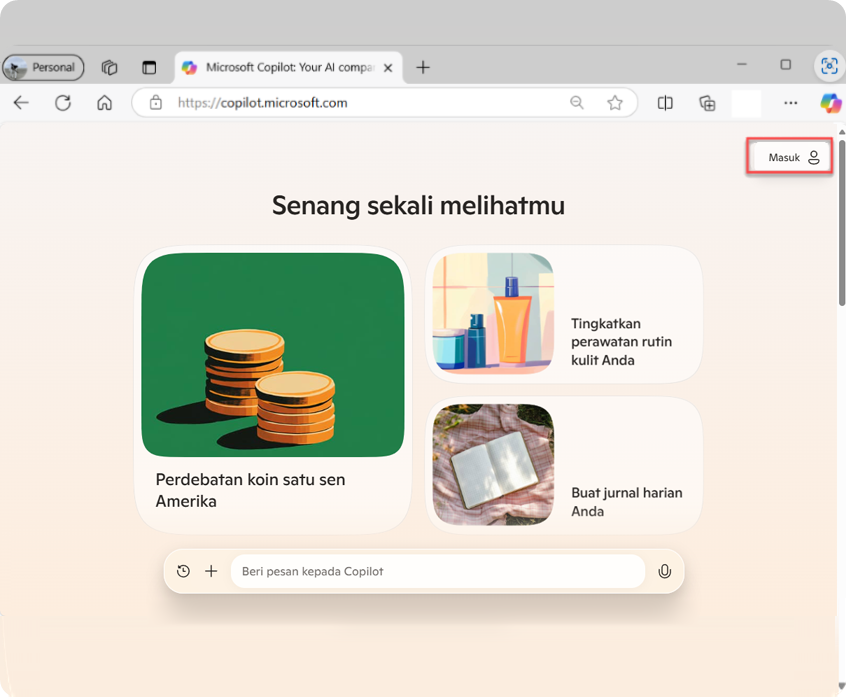 Personal
Microsoft Copilot: Your AI compa
https://copilot.microsoft.com
Masuk
Senang sekali melihatmu
Tingkatkan
perawatan rutin
kulit Anda
Perdebatan koin satu sen
Amerika
Buat jurnal harian
Anda
Beri pesan kepada Copilot